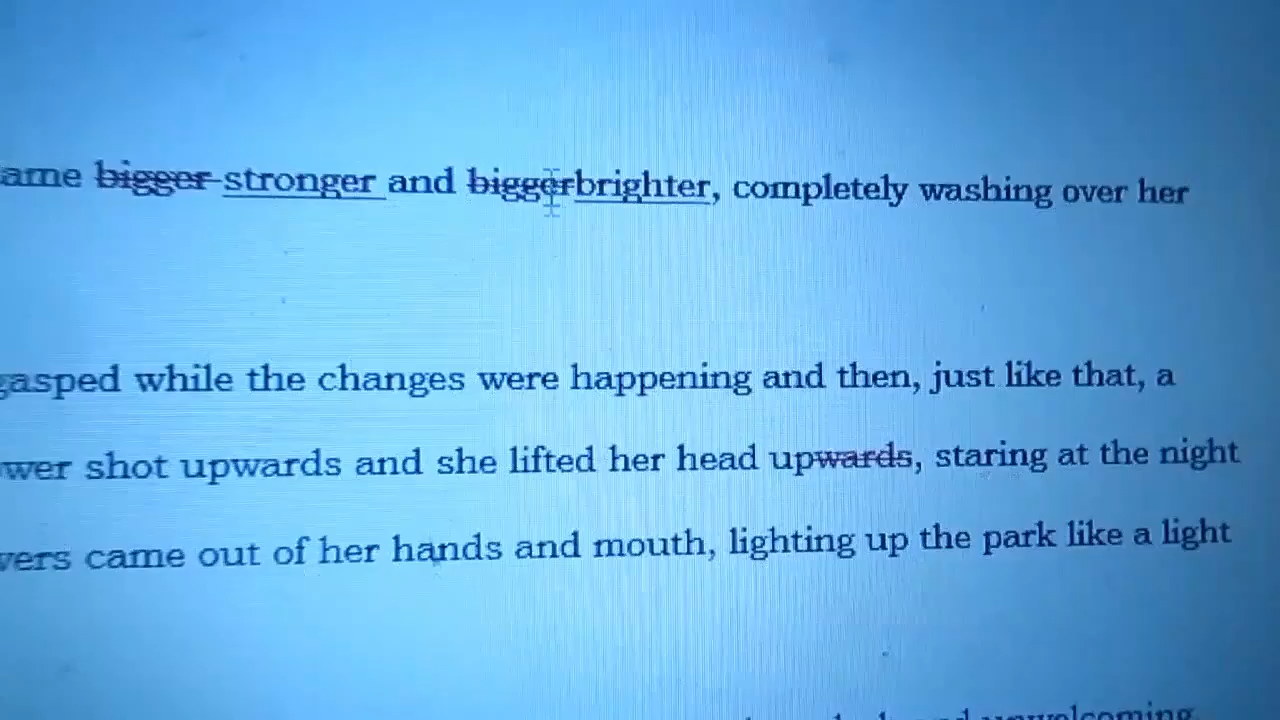 ame bigger stronger and biggerbrighter, completely washing over her
gasped while the changes were happening and then, just like that, a
wer shot upwards and she lifted her head upwards, staring at the night
vers came out of her hands and mouth, lighting up the park like a light
unwelcoming